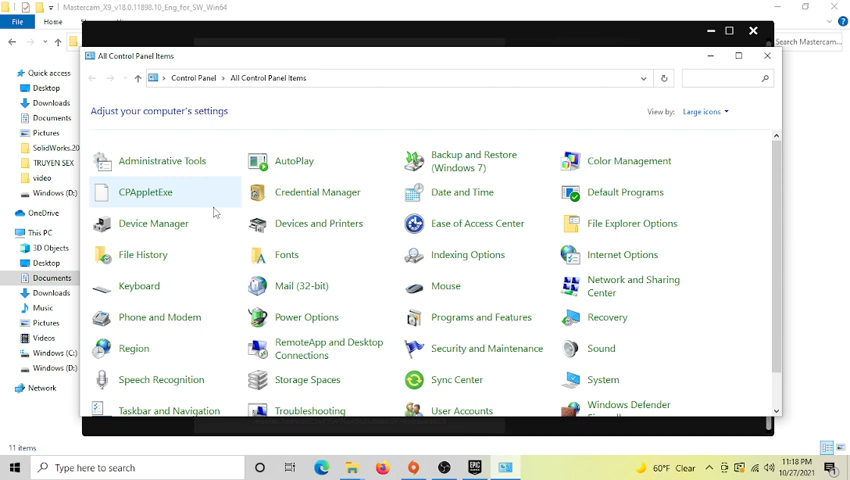 Mastercam_X9_v18.0.11898.10_Eng_for_SW_Win64
File
Home
Search Mastercam...
Quick access
Desktop
Downloads
Documents
Pictures
SolidWorks.20
TRUYEN SEX
video
Windows (D:)
OneDrive
This PC
3D Objects
Desktop
Documents
Downloads
Music
Pictures
Videos
Windows (C:)
Windows (D:)
Network
11 items
All Control Panel Items
Control Panel
All Control Panel Items
Adjust your computer's settings
View by:
Large icons
Administrative Tools
AutoPlay
Backup and Restore
(Windows 7)
Color Management
CPAppletExe
Credential Manager
Date and Time
Default Programs
Device Manager
Devices and Printers
Ease of Access Center
File Explorer Options
File History
Fonts
Indexing Options
Internet Options
Keyboard
Mail (32-bit)
Mouse
Network and Sharing
Center
Phone and Modem
Power Options
Programs and Features
Recovery
Region
RemoteApp and Desktop
Connections
Security and Maintenance
Sound
Speech Recognition
Storage Spaces
Sync Center
System
Taskbar and Navigation
Troubleshooting
User Accounts
Windows Defender
Type here to search
EPIC
60°F Clear
11:18 PM
10/27/2021